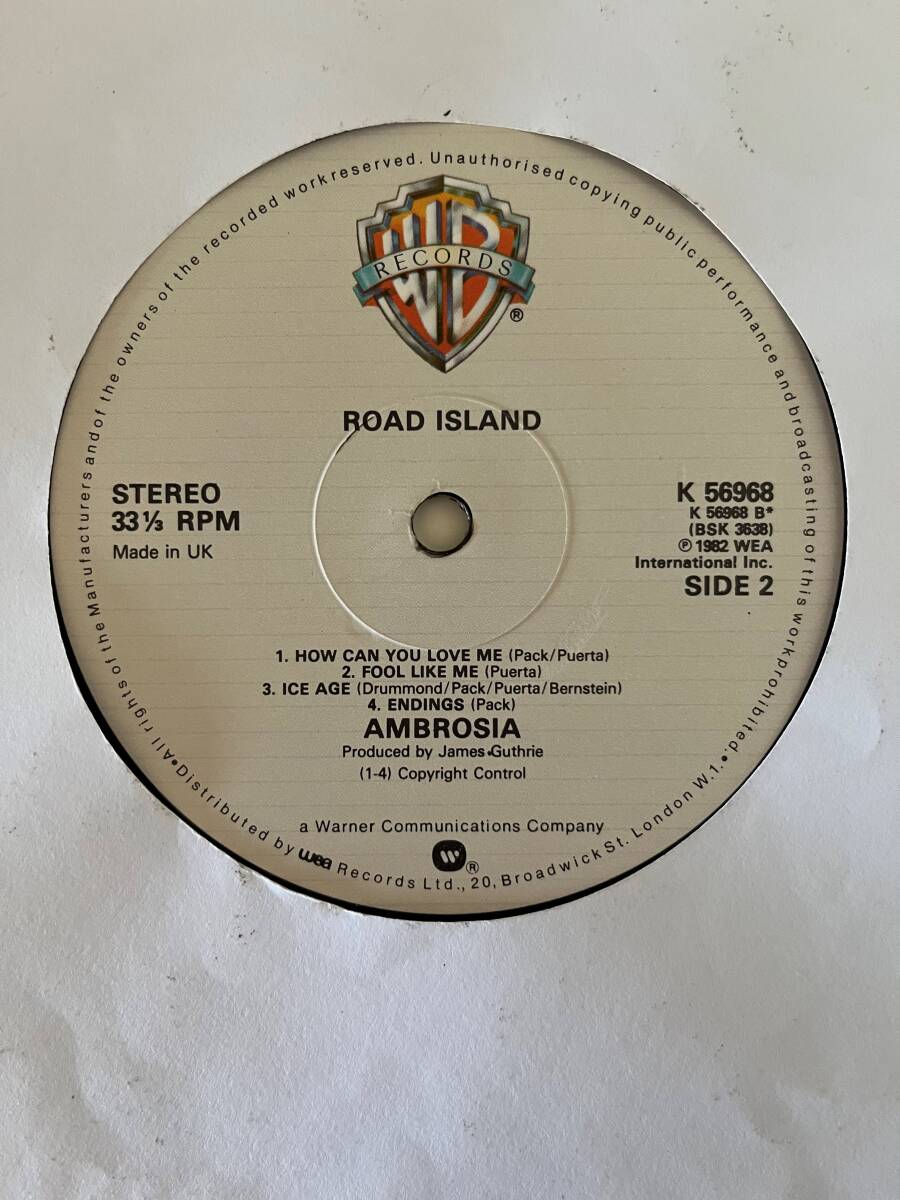 All rights of the Manufacturers and of the owners of the recorded work reserved. Unauthorised copying public performance and broadcasting of this work prohibited.
WB
RECORDS
®
ROAD ISLAND
STEREO
33⅓ RPM
Made in UK
K 56968
K 56968 B*
(BSK 3638)
℗ 1982 WEA
International Inc.
SIDE 2
1. HOW CAN YOU LOVE ME (Pack/Puerta)
2. FOOL LIKE ME (Puerta)
3. ICE AGE (Drummond/Pack/Puerta/Bernstein)
4. ENDINGS (Pack)
AMBROSIA
Produced by James Guthrie
(1-4) Copyright Control
a Warner Communications Company
®
• Distributed by wea Records Ltd., 20, Broadwick St. London W.1. •